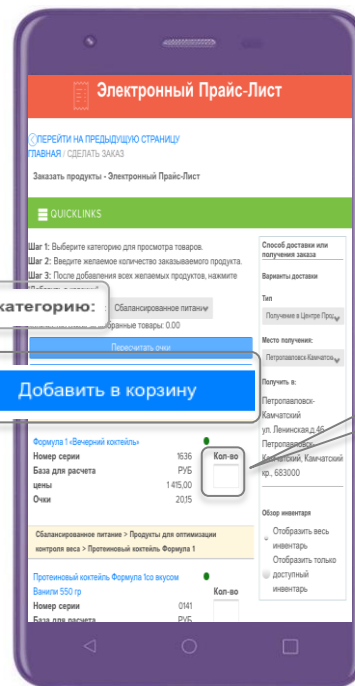 Электронный Прайс-Лист
ПЕРЕЙТИ НА ПРЕДЫДУЩУЮ СТРАНИЦУ
ГЛАВНАЯ / СДЕЛАТЬ ЗАКАЗ
Заказать продукты - Электронный Прайс-Лист
QUICKLINKS
Шаг 1: Выберите категорию для просмотра товаров.
Шаг 2: Введите желаемое количество заказываемого продукта.
Шаг 3: После добавления всех желаемых продуктов, нажмите
категорию:
Сбалансированное питани
бранные товары: 0.00
Пересчитать очки
Добавить в корзину
Формула 1 «Вечерний коктейль»
Номер серии 1636 Кол-во
База для расчета РУБ
цены 1 415,00
Очки 20,15
Сбалансированное питание > Продукты для оптимизации
контроля веса > Протеиновый коктейль Формула 1
Протеиновый коктейль Формула 1со вкусом
Ванили 550 гр Кол-во
Номер серии 0141
База для расчета РУБ
Способ доставки или
получения заказа
Варианты доставки
Тип
Получение в Центре Прод
Место получения:
Петропавловск-Камчатск
Получить в:
Петропавловск-
Камчатский
ул. Ленинская,д.46
Петропавловск-
Камчатский, Камчатский
кр., 683000
Обзор инвентаря
Отобразить весь
инвентарь
Отобразить только
доступный
инвентарь